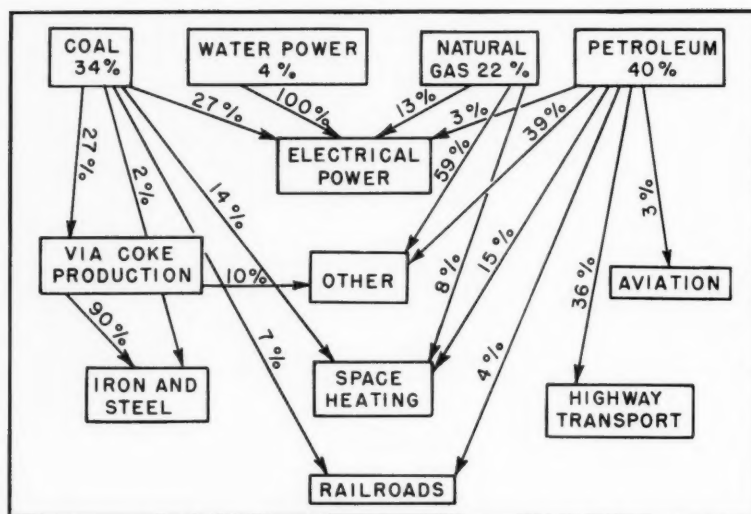 COAL
34%
WATER POWER
4%
NATURAL
GAS 22%
PETROLEUM
40%
27%
100%
13%
3%
39%
ELECTRICAL
POWER
27%
2%
14%
59%
3%
VIA COKE
PRODUCTION
10%
OTHER
8%
15%
36%
AVIATION
90%
7%
4%
IRON AND
STEEL
SPACE
HEATING
HIGHWAY
TRANSPORT
RAILROADS